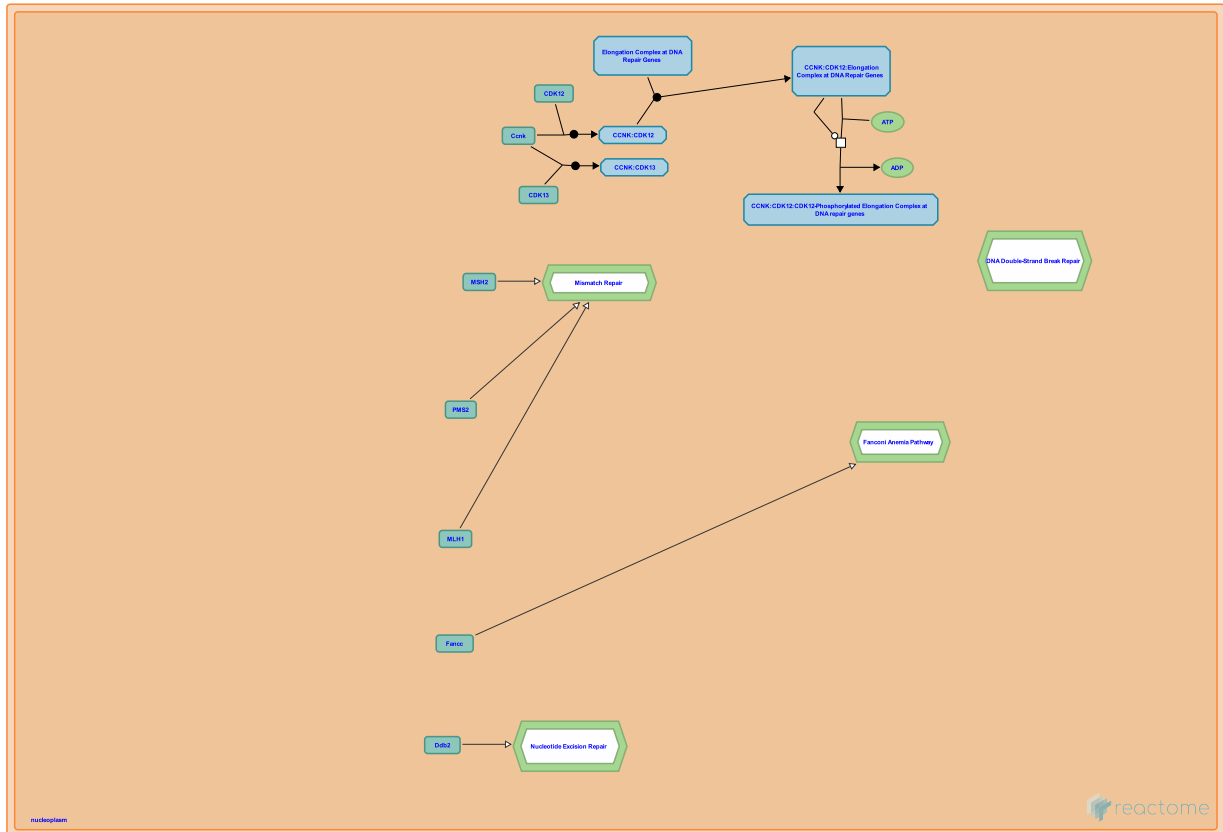 Elongation Complex at DNA
Repair Genes
CCNK:CDK12:Elongation
Complex at DNA Repair Genes
CDK12
ATP
Ccnk
CCNK:CDK12
CCNK:CDK13
ADP
CDK13
CCNK:CDK12:CDK12-Phosphorylated Elongation Complex at
DNA repair genes
DNA Double-Strand Break Repair
MSH2
Mismatch Repair
PMS2
Fanconi Anemia Pathway
MLH1
Fancc
Ddb2
Nucleotide Excision Repair
reactome
nucleoplasm